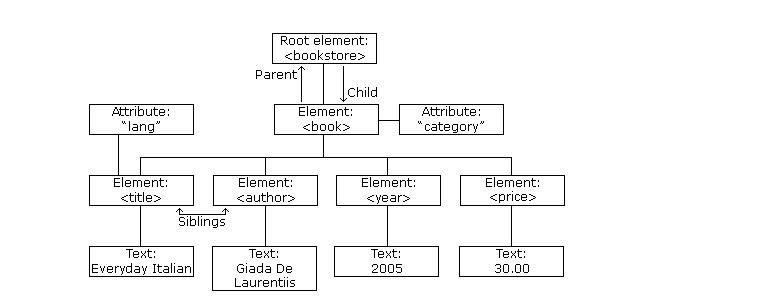 Root element:
<bookstore>
Parent
Child
Attribute:
"lang"
Element:
<book>
Attribute:
"category"
Element:
<title>
Element:
<author>
Element:
<year>
Element:
<price>
Siblings
Text:
Everyday Italian
Text:
Giada De
Laurentiis
Text:
2005
Text:
30.00